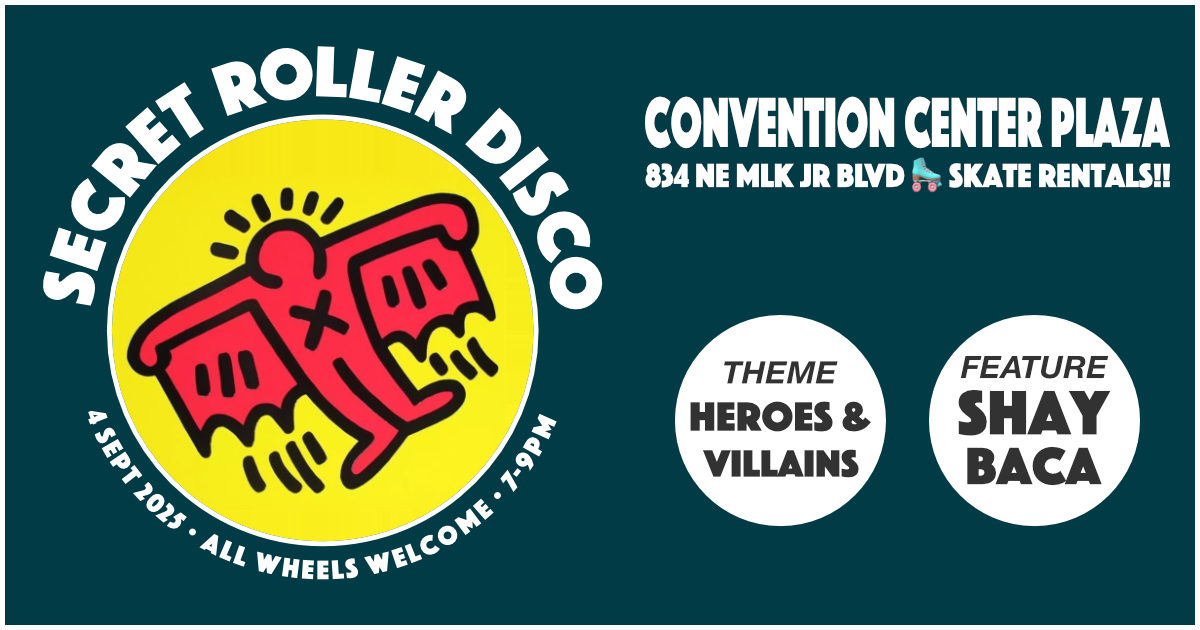 SECRET ROLLER DISCO
4 SEPT 2025 • ALL WHEELS WELCOME • 7-9PM
CONVENTION CENTER PLAZA
834 NE MLK JR BLVD🛼SKATE RENTALS!!
THEME
HEROES &
VILLAINS
FEATURE
SHAY
BACA